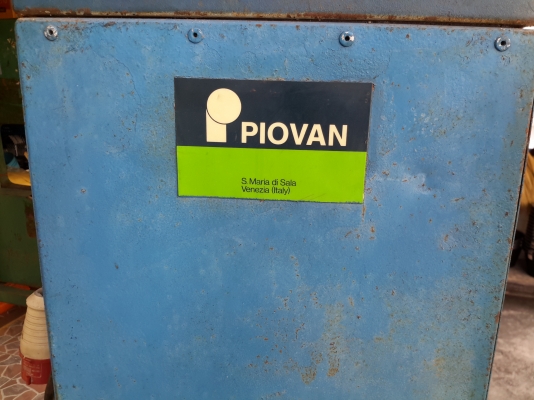 PIOVAN
S. Maria di Sala
Venezia (Italy)